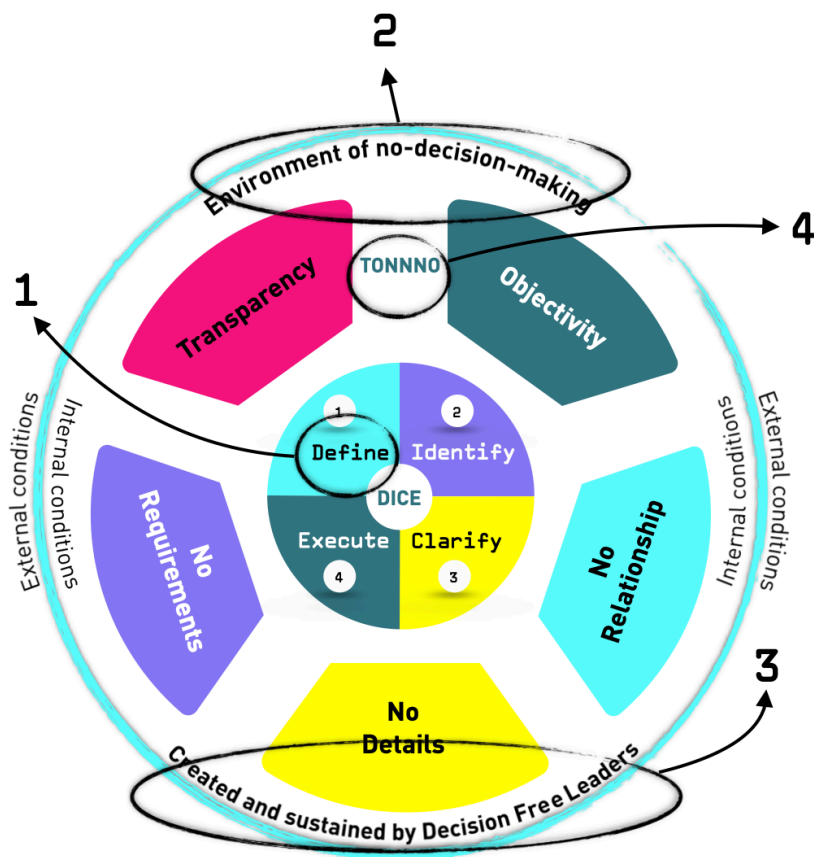 2
Environment of no-decision-making
4
TONNNO
Transparency
Objectivity
1
External conditions
Internal conditions
1
2
Define
Identify
DICE
Execute
Clarify
4
3
Internal conditions
External conditions
No
Requirements
No
Relationship
3
No
Details
Created and sustained by Decision Free Leaders